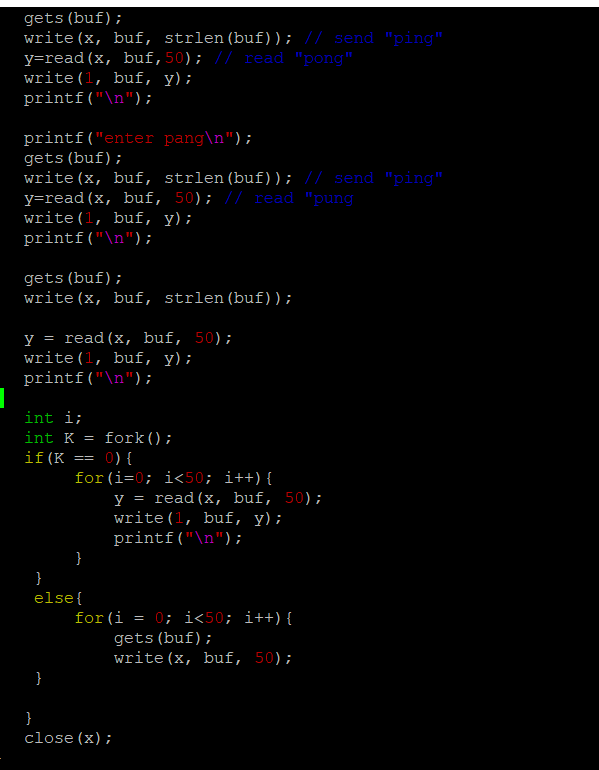 gets(buf);
write(x, buf, strlen(buf)); // send "ping"
y=read(x, buf,50); // read "pong"
write(1, buf, y);
printf("\n");

printf("enter pang\n");
gets(buf);
write(x, buf, strlen(buf)); // send "ping"
y=read(x, buf, 50); // read "pung
write(1, buf, y);
printf("\n");

gets(buf);
write(x, buf, strlen(buf));

y = read(x, buf, 50);
write(1, buf, y);
printf("\n");

int i;
int K = fork();
if(K == 0){
     for(i=0; i<50; i++){
         y = read(x, buf, 50);
         write(1, buf, y);
         printf("\n");
     }
 }
 else{
     for(i = 0; i<50; i++){
         gets(buf);
         write(x, buf, 50);
 }

}
close(x);